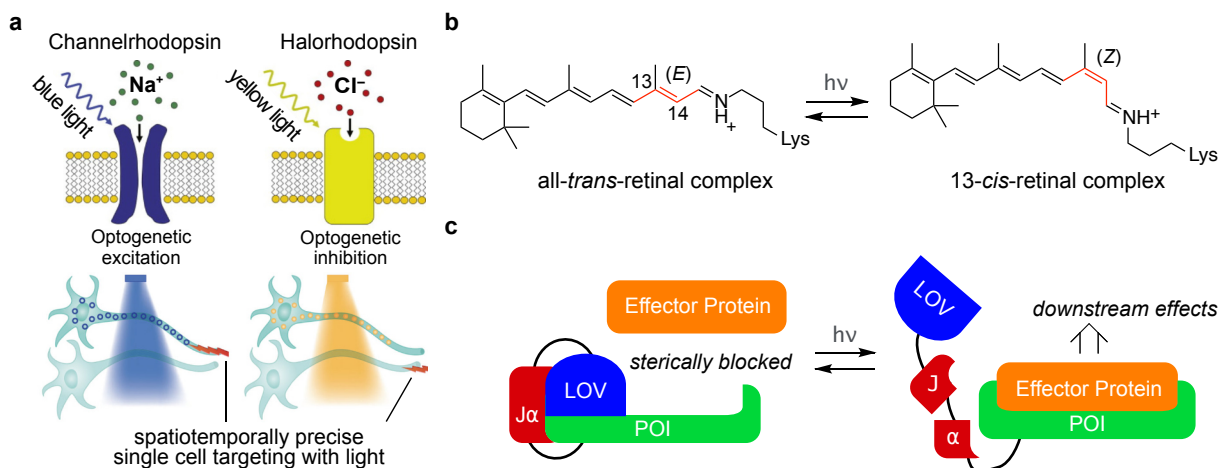 a
Channelrhodopsin
Halorhodopsin
Na⁺
Cl⁻
blue light
yellow light
Optogenetic
excitation
Optogenetic
inhibition
spatiotemporally precise
single cell targeting with light
b
13
(E)
14
N
H
+
Lys
all-trans-retinal complex
hν
(Z)
NH⁺
Lys
13-cis-retinal complex
c
Effector Protein
sterically blocked
LOV
Jα
POI
hν
LOV
J
α
downstream effects
Effector Protein
POI